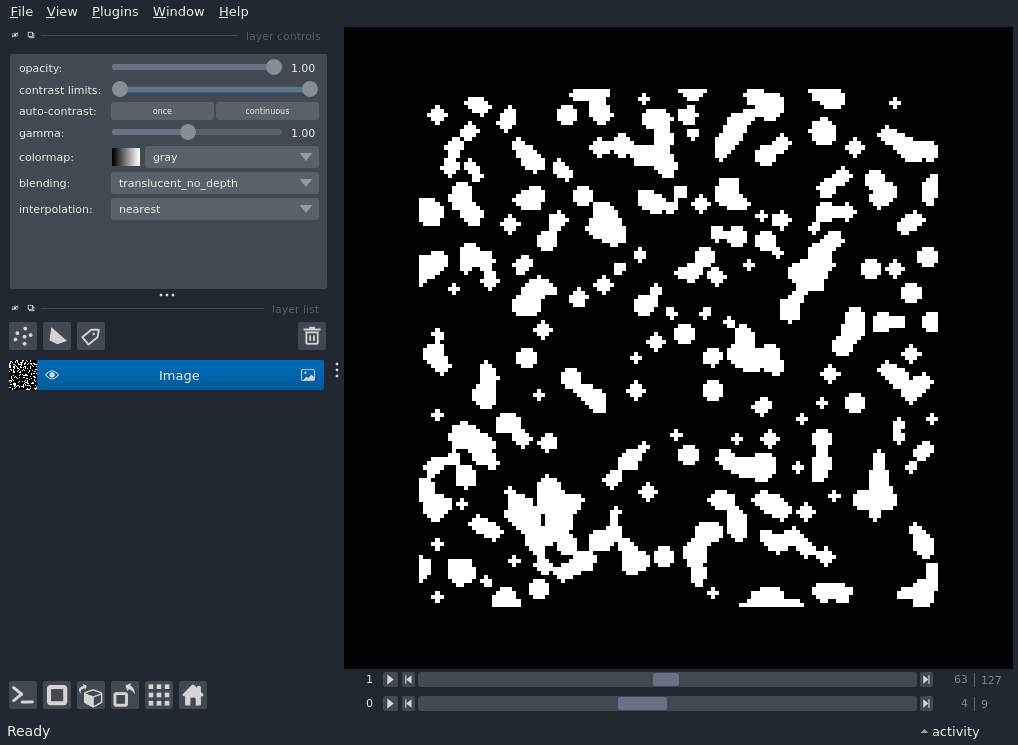 File View Plugins Window Help
layer controls
opacity: 1.00
contrast limits:
auto-contrast: once continuous
gamma: 1.00
colormap: gray
blending: translucent_no_depth
interpolation: nearest
layer list
Image
1 63 127
0 4 9
Ready activity